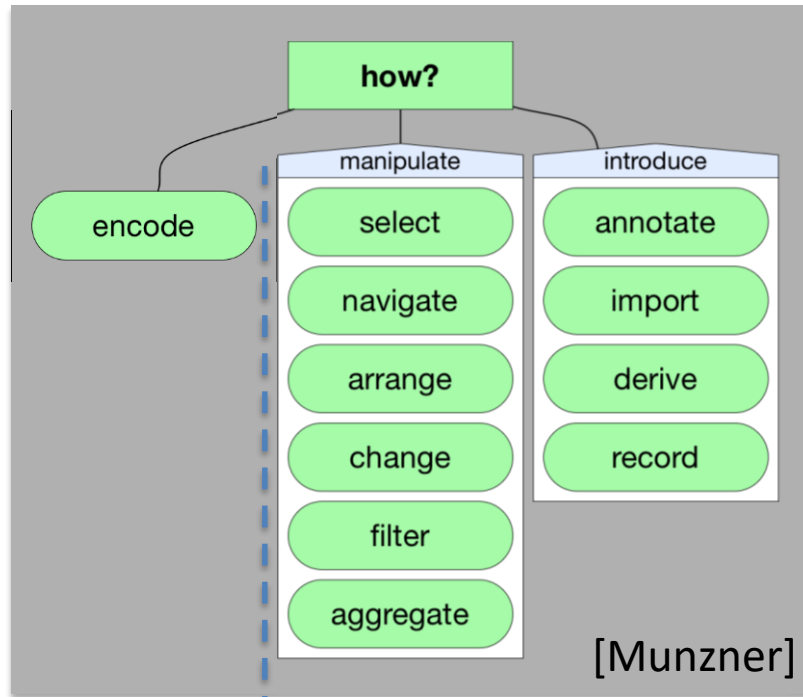 how?
encode
manipulate
select
navigate
arrange
change
filter
aggregate
introduce
annotate
import
derive
record
[Munzner]